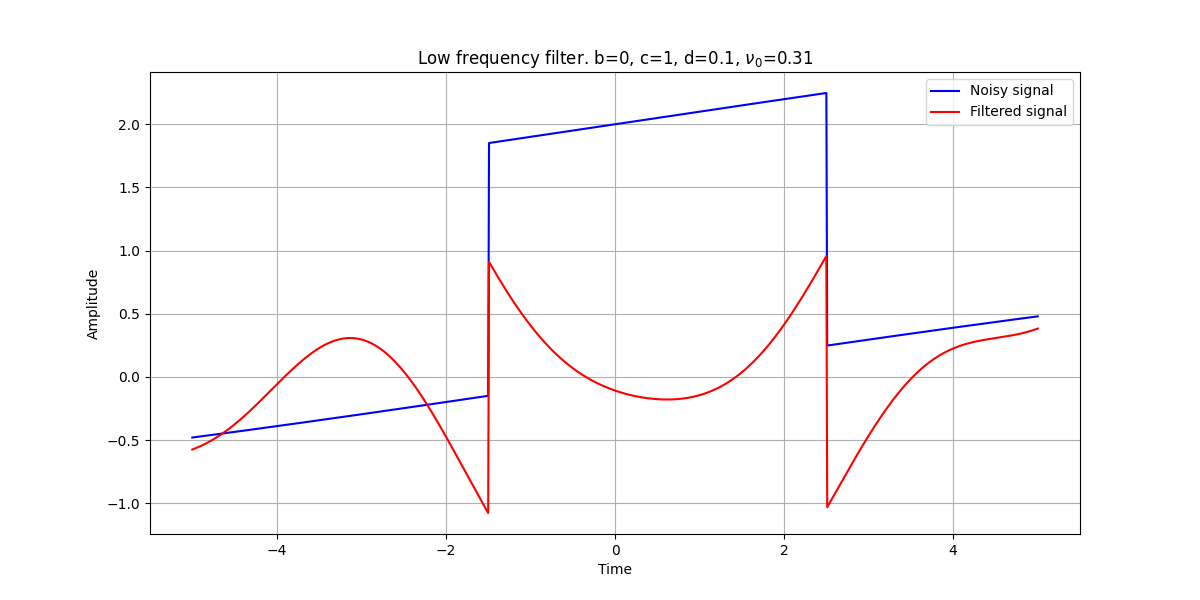 Low frequency filter. b=0, c=1, d=0.1, ν₀=0.31
Noisy signal
Filtered signal
2.0
1.5
1.0
0.5
0.0
−0.5
−1.0
Amplitude
−4 −2 0 2 4
Time